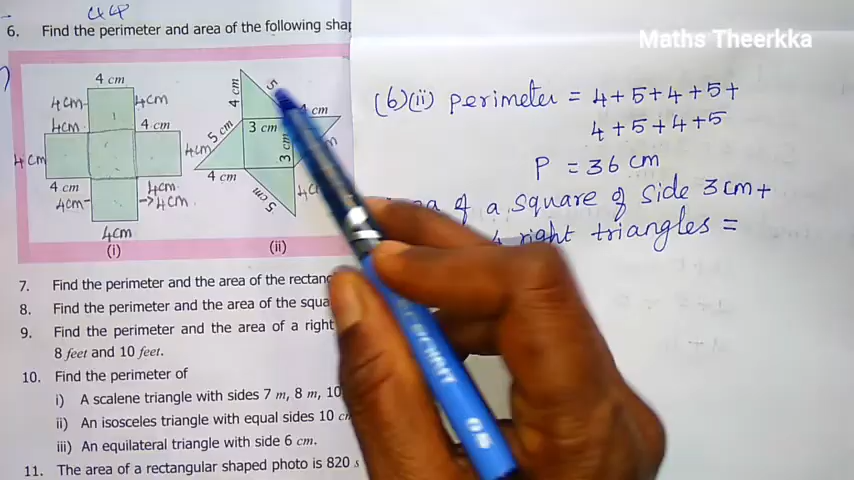 44
Maths Theerkka
6. Find the perimeter and area of the following shap
4 cm
4cm
4cm
4cm
4 cm
4cm
4 cm
4cm
4cm
4cm
4cm
(i)
4 cm
5
4 cm
5 cm
3 cm
3 cm
4cm
4 cm
5 cm
(ii)
(6)(ii) perimeter = 4+5+4+5+
4+5+4+5
P = 36 cm
of a square of side 3cm+
4 right triangles =
7. Find the perimeter and the area of the rectan
8. Find the perimeter and the area of the squa
9. Find the perimeter and the area of a right
8 feet and 10 feet.
10. Find the perimeter of
i) A scalene triangle with sides 7 m, 8 m, 10
ii) An isosceles triangle with equal sides 10 c
iii) An equilateral triangle with side 6 cm.
11. The area of a rectangular shaped photo is 820 s